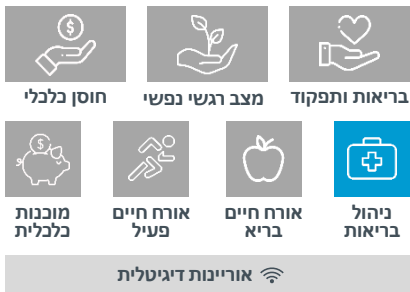 בריאות ותפקוד
מצב רגשי נפשי
חוסן כלכלי
ניהול
בריאות
אורח חיים
בריא
אורח חיים
פעיל
מוכנות
כלכלית
אוריינות דיגיטלית